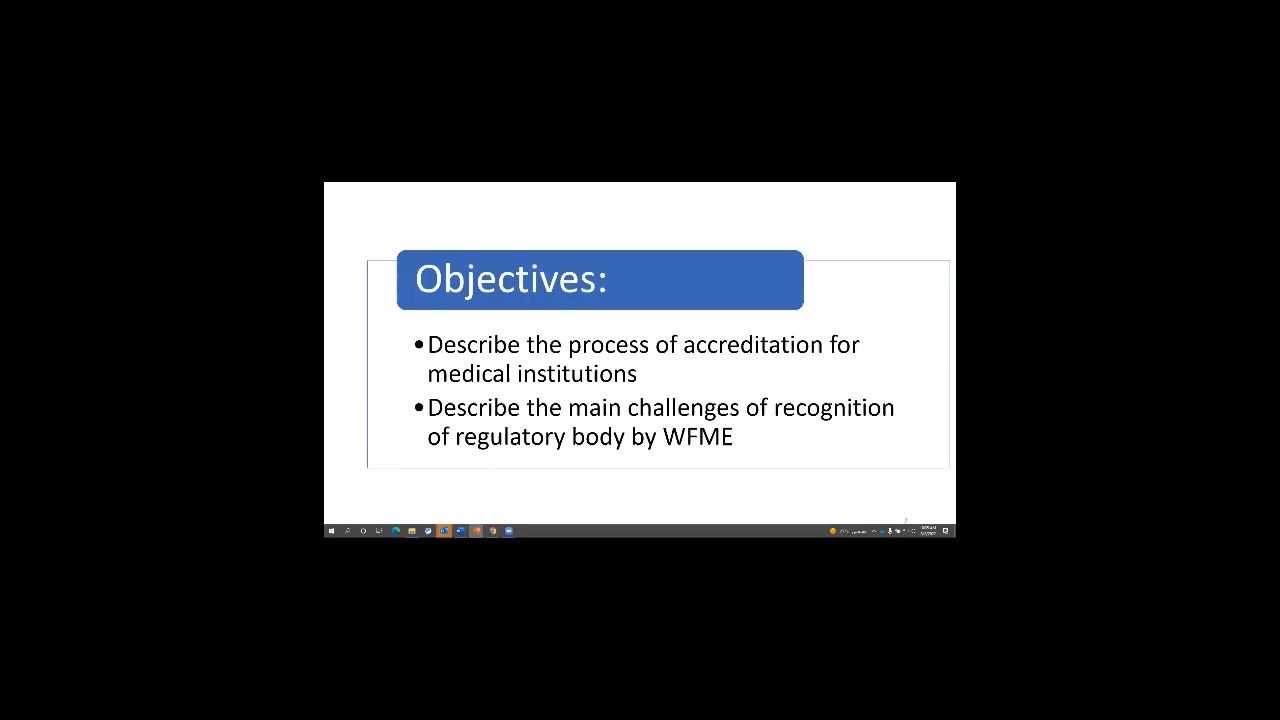 Objectives:
•Describe the process of accreditation for
medical institutions
•Describe the main challenges of recognition
of regulatory body by WFME
7